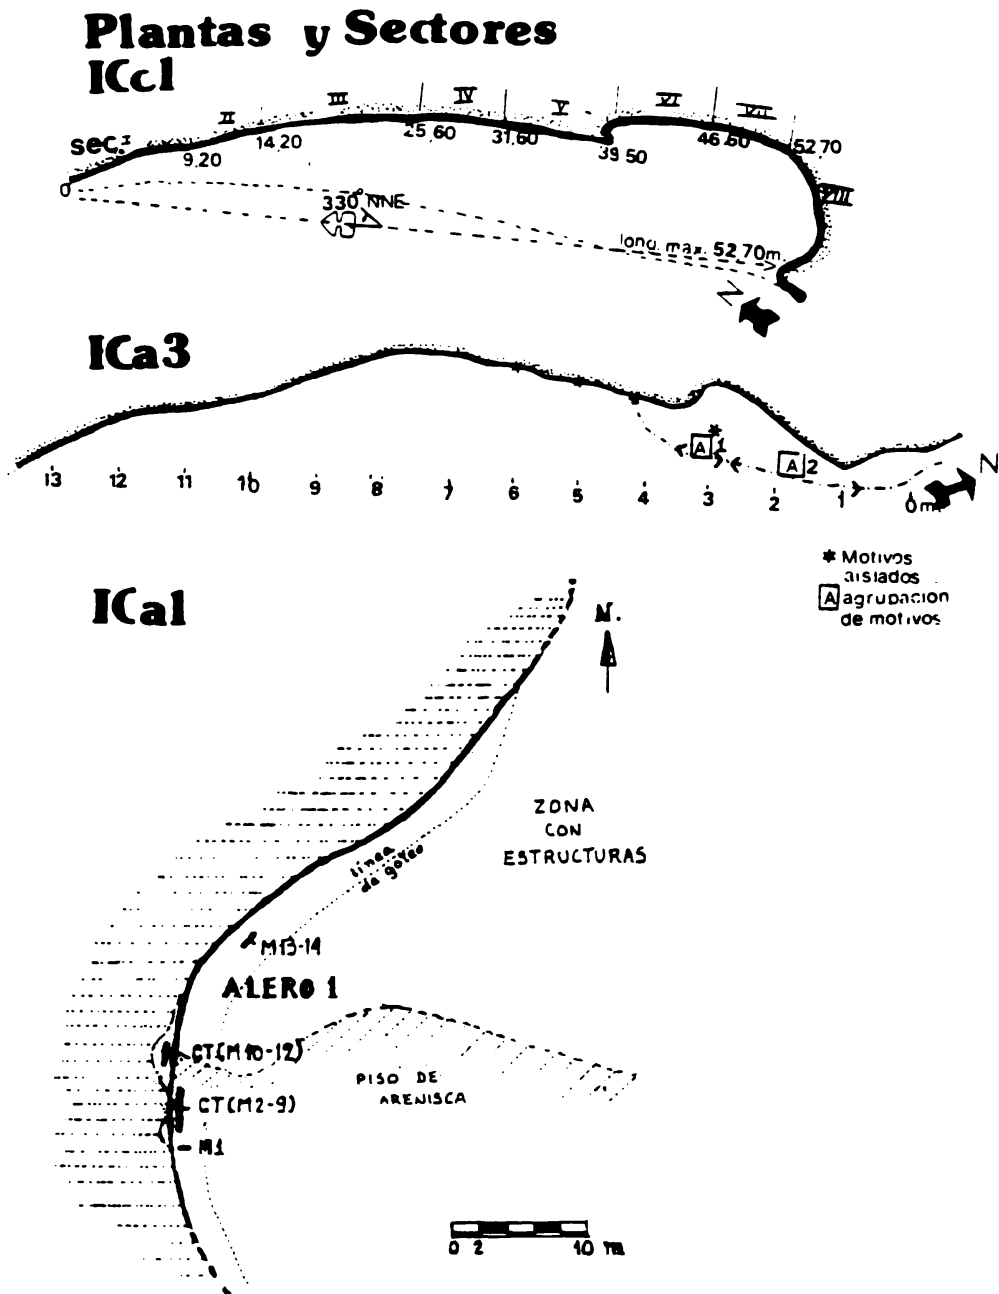 Plantas y Sectores
ICc1
sec. I
II
III
IV
V
VI
VII
VIII
0
9.20
14.20
25.60
31.60
39.50
46.60
52.70
330° NNE
long. max. 52.70m.
N
ICa3
13 12 11 10 9 8 7 6 5 4 3 2 1 0m.
A 1
A 2
N
* Motivos
aislados
A agrupacion
de motivos
ICa1
N.
ZONA
CON
ESTRUCTURAS
linea
de goteo
M13-14
ALERO 1
CT(M10-12)
CT(M2-9)
M1
PISO DE
ARENISCA
0 2 10 m